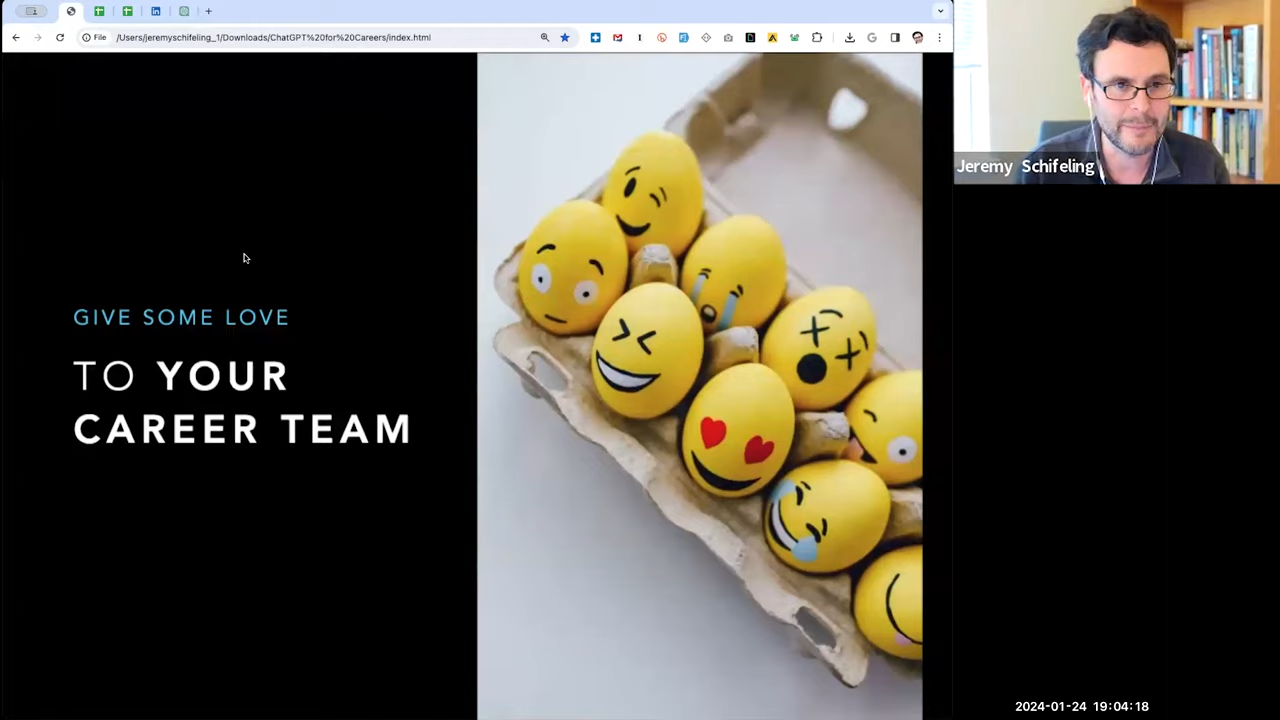 File
/Users/jeremyschifeling_1/Downloads/ChatGPT%20for%20Careers/index.html
Jeremy Schifeling
GIVE SOME LOVE
TO YOUR
CAREER TEAM
2024-01-24 19:04:18